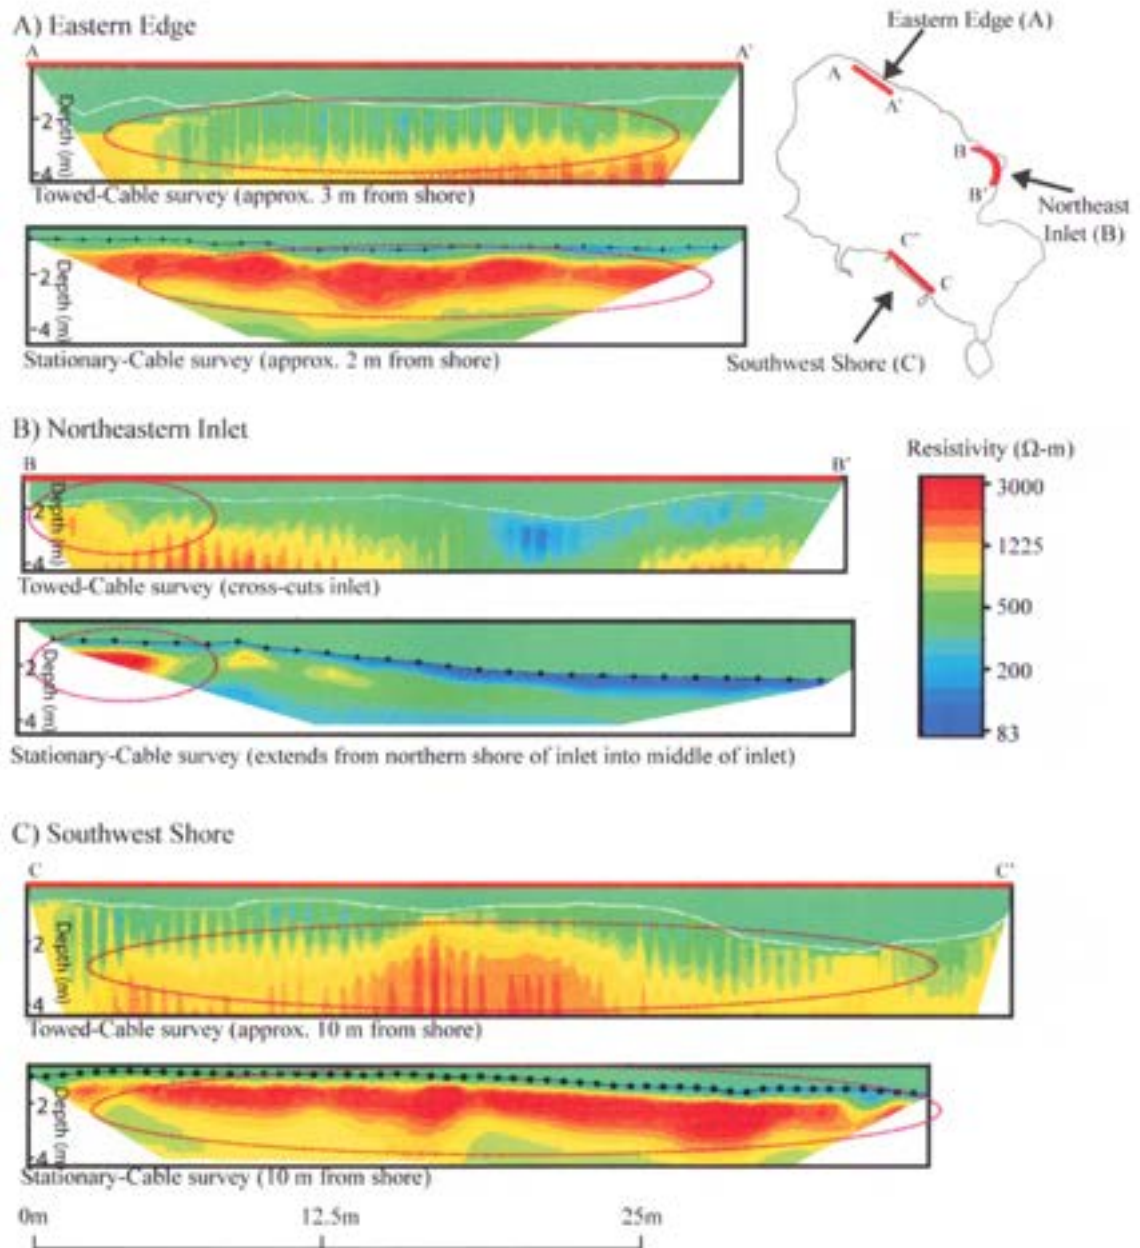 A) Eastern Edge
A
A'
Depth (m)
-2
-4
Towed-Cable survey (approx. 3 m from shore)
Depth (m)
-2
-4
Stationary-Cable survey (approx. 2 m from shore)
Eastern Edge (A)
A
A'
B
B'
Northeast
Inlet (B)
C'
C
Southwest Shore (C)
B) Northeastern Inlet
B
B'
Depth (m)
-2
-4
Towed-Cable survey (cross-cuts inlet)
Depth (m)
-2
-4
Stationary-Cable survey (extends from northern shore of inlet into middle of inlet)
Resistivity (Ω-m)
3000
1225
500
200
83
C) Southwest Shore
C
C'
Depth (m)
-2
-4
Towed-Cable survey (approx. 10 m from shore)
Depth (m)
-2
-4
Stationary-Cable survey (10 m from shore)
0m 12.5m 25m